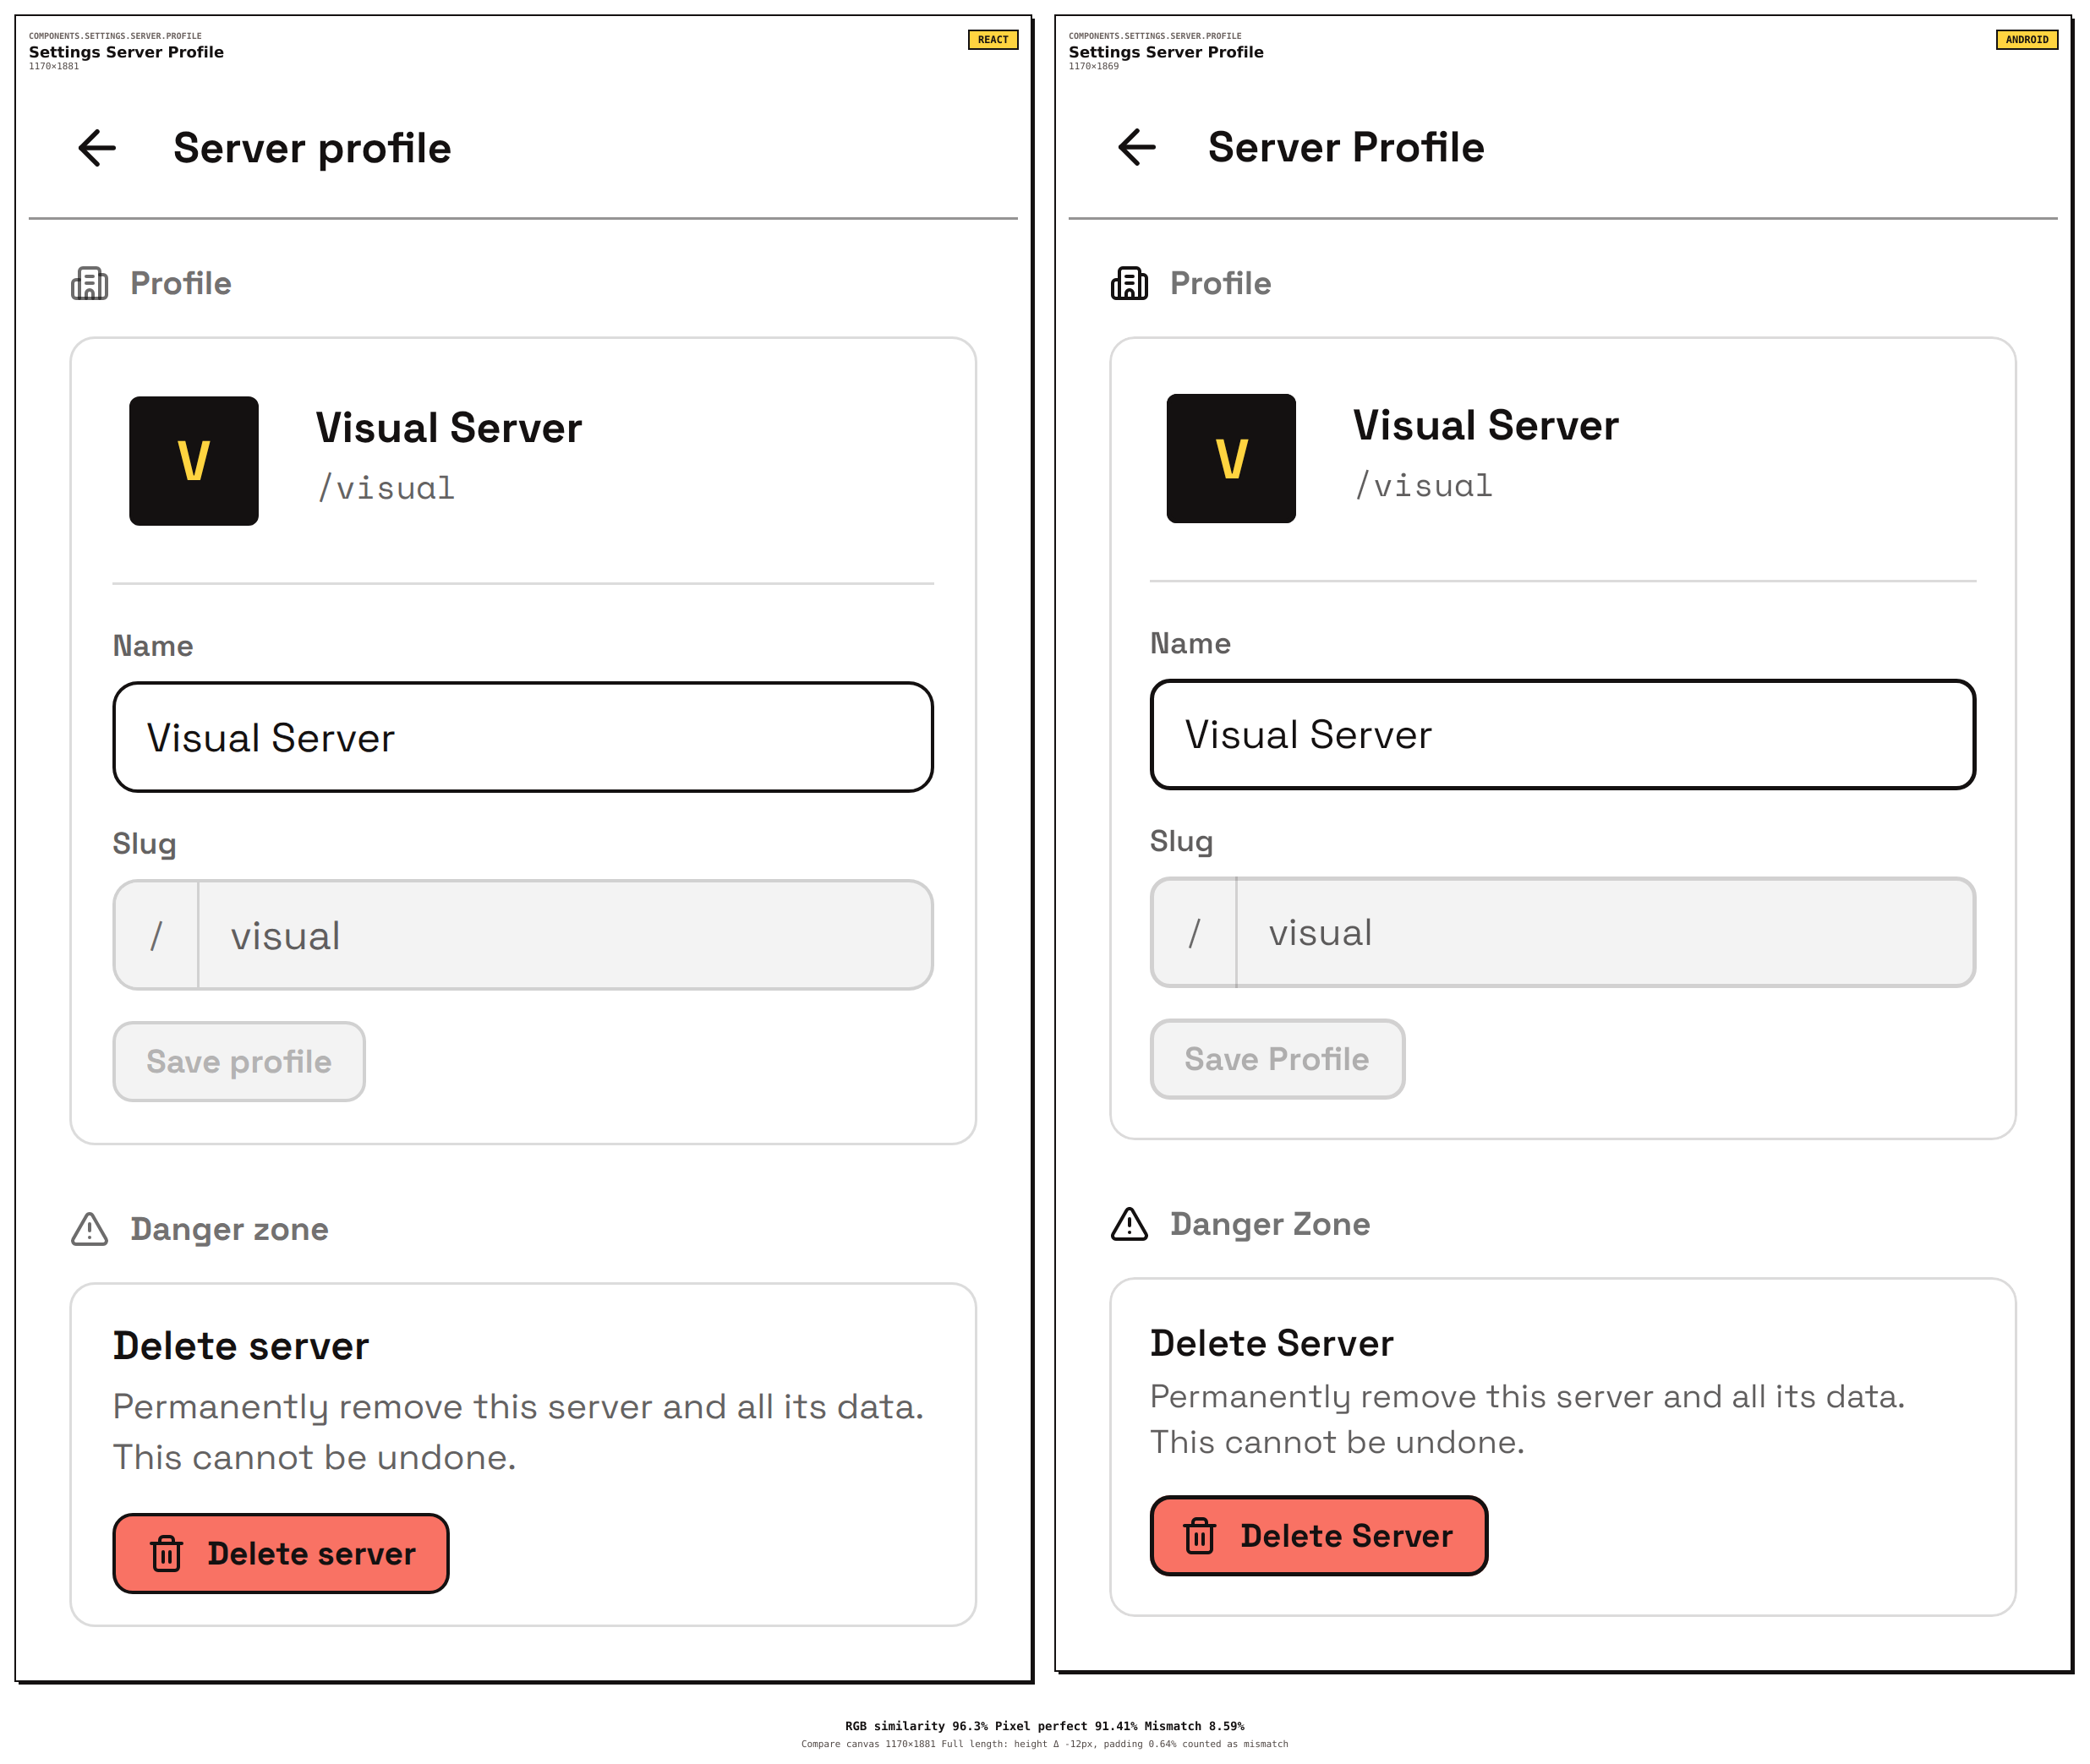 COMPONENTS.SETTINGS.SERVER.PROFILE
Settings Server Profile
1170×1881
REACT
Server profile
Profile
V
Visual Server
/visual
Name
Visual Server
Slug
/ visual
Save profile
Danger zone
Delete server
Permanently remove this server and all its data.
This cannot be undone.
Delete server
COMPONENTS.SETTINGS.SERVER.PROFILE
Settings Server Profile
1170×1869
ANDROID
Server Profile
Profile
V
Visual Server
/visual
Name
Visual Server
Slug
/ visual
Save Profile
Danger Zone
Delete Server
Permanently remove this server and all its data.
This cannot be undone.
Delete Server
RGB similarity 96.3% Pixel perfect 91.41% Mismatch 8.59%
Compare canvas 1170×1881 Full length: height Δ -12px, padding 0.64% counted as mismatch